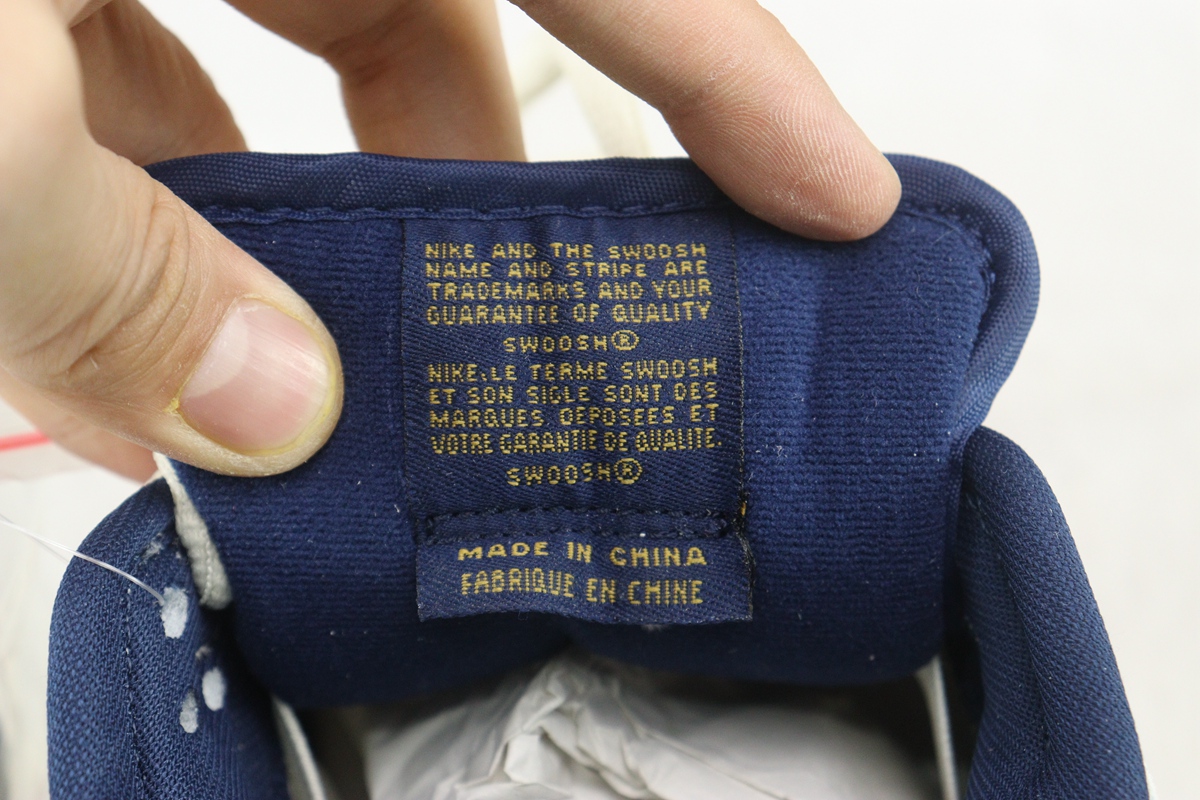 NIKE AND THE SWOOSH
NAME AND STRIPE ARE
TRADEMARKS AND YOUR
GUARANTEE OF QUALITY
SWOOSH®
NIKE, LE TERME SWOOSH
ET SON SIGLE SONT DES
MARQUES DEPOSEES ET
VOTRE GARANTIE DE QUALITE.
SWOOSH®
MADE IN CHINA
FABRIQUE EN CHINE